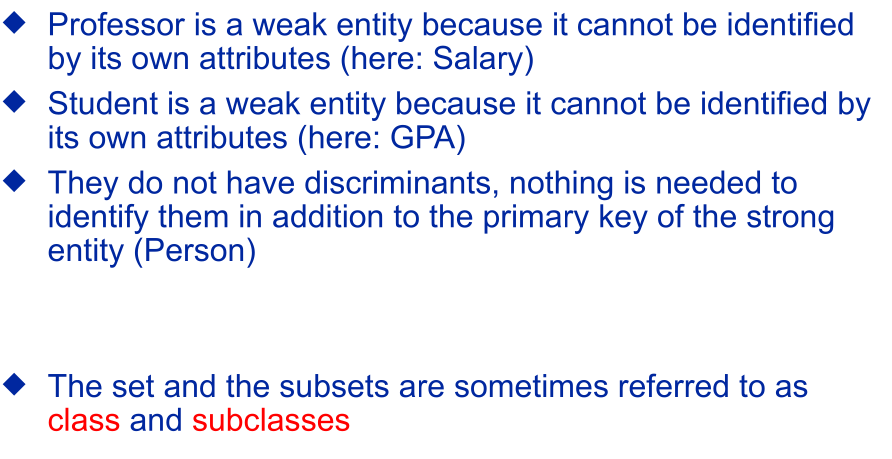 ◆ Professor is a weak entity because it cannot be identified
by its own attributes (here: Salary)
◆ Student is a weak entity because it cannot be identified by
its own attributes (here: GPA)
◆ They do not have discriminants, nothing is needed to
identify them in addition to the primary key of the strong
entity (Person)
◆ The set and the subsets are sometimes referred to as
class and subclasses